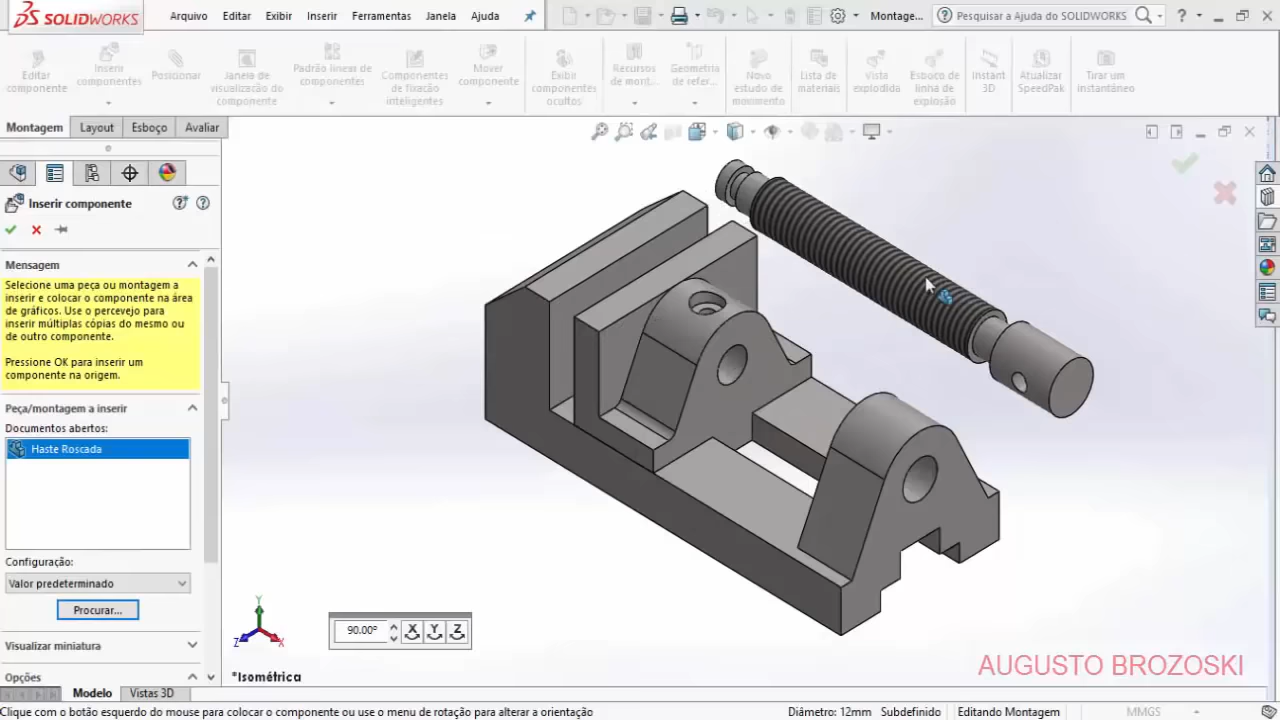 SOLIDWORKS
Arquivo Editar Exibir Inserir Ferramentas Janela Ajuda
Montage...
Pesquisar a Ajuda do SOLIDWORKS
Editar componente
Inserir componentes
Posicionar
Janela de visualização do componente
Padrão linear de componentes
Componentes de fixação inteligentes
Mover componente
Exibir componentes ocultos
Recursos de mont...
Geometria de refer...
Novo estudo de movimento
Lista de materiais
Vista explodida
Esboço de linha de explosão
Instant 3D
Atualizar SpeedPak
Tirar um instantâneo
Montagem Layout Esboço Avaliar
Inserir componente
Mensagem
Selecione uma peça ou montagem a
inserir e colocar o componente na área
de gráficos. Use o percevejo para
inserir múltiplas cópias do mesmo ou
de outro componente.
Pressione OK para inserir um
componente na origem.
Peça/montagem a inserir
Documentos abertos:
Haste Roscada
Configuração:
Valor predeterminado
Procurar...
Visualizar miniatura
Opções
90.00°
X Y Z
Y
Z X
*Isométrica
AUGUSTO BROZOSKI
Modelo Vistas 3D
Clique com o botão esquerdo do mouse para colocar o componente ou use o menu de rotação para alterar a orientação
Diâmetro: 12mm Subdefinido Editando Montagem MMGS